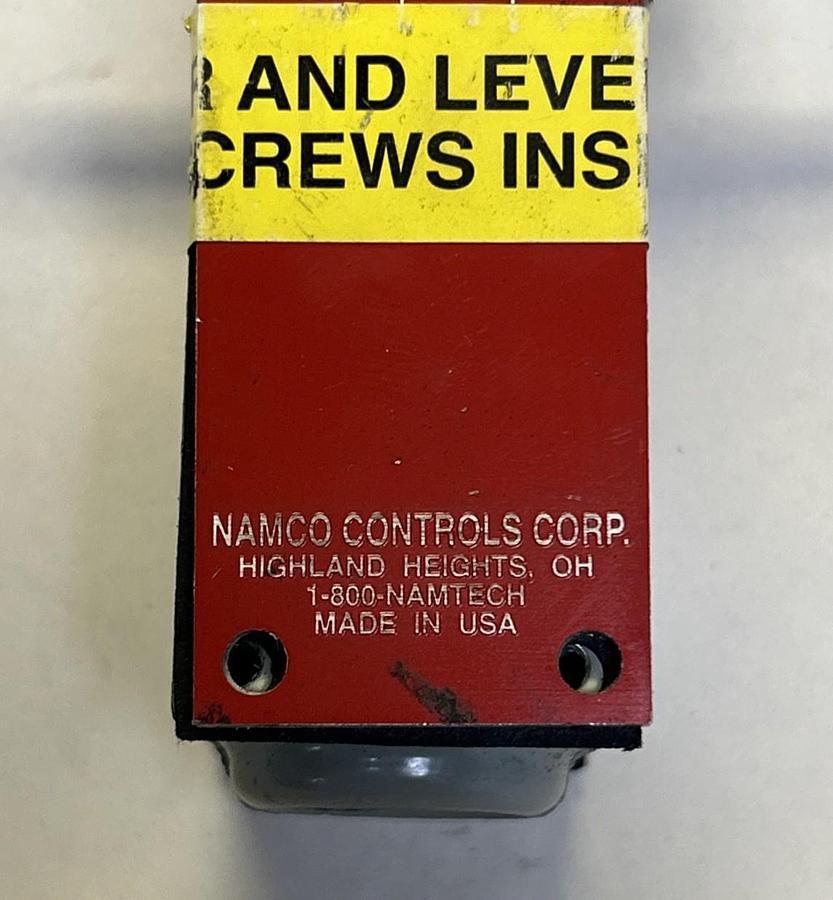 R AND LEVE
CREWS INS
NAMCO CONTROLS CORP.
HIGHLAND HEIGHTS, OH
1-800-NAMTECH
MADE IN USA